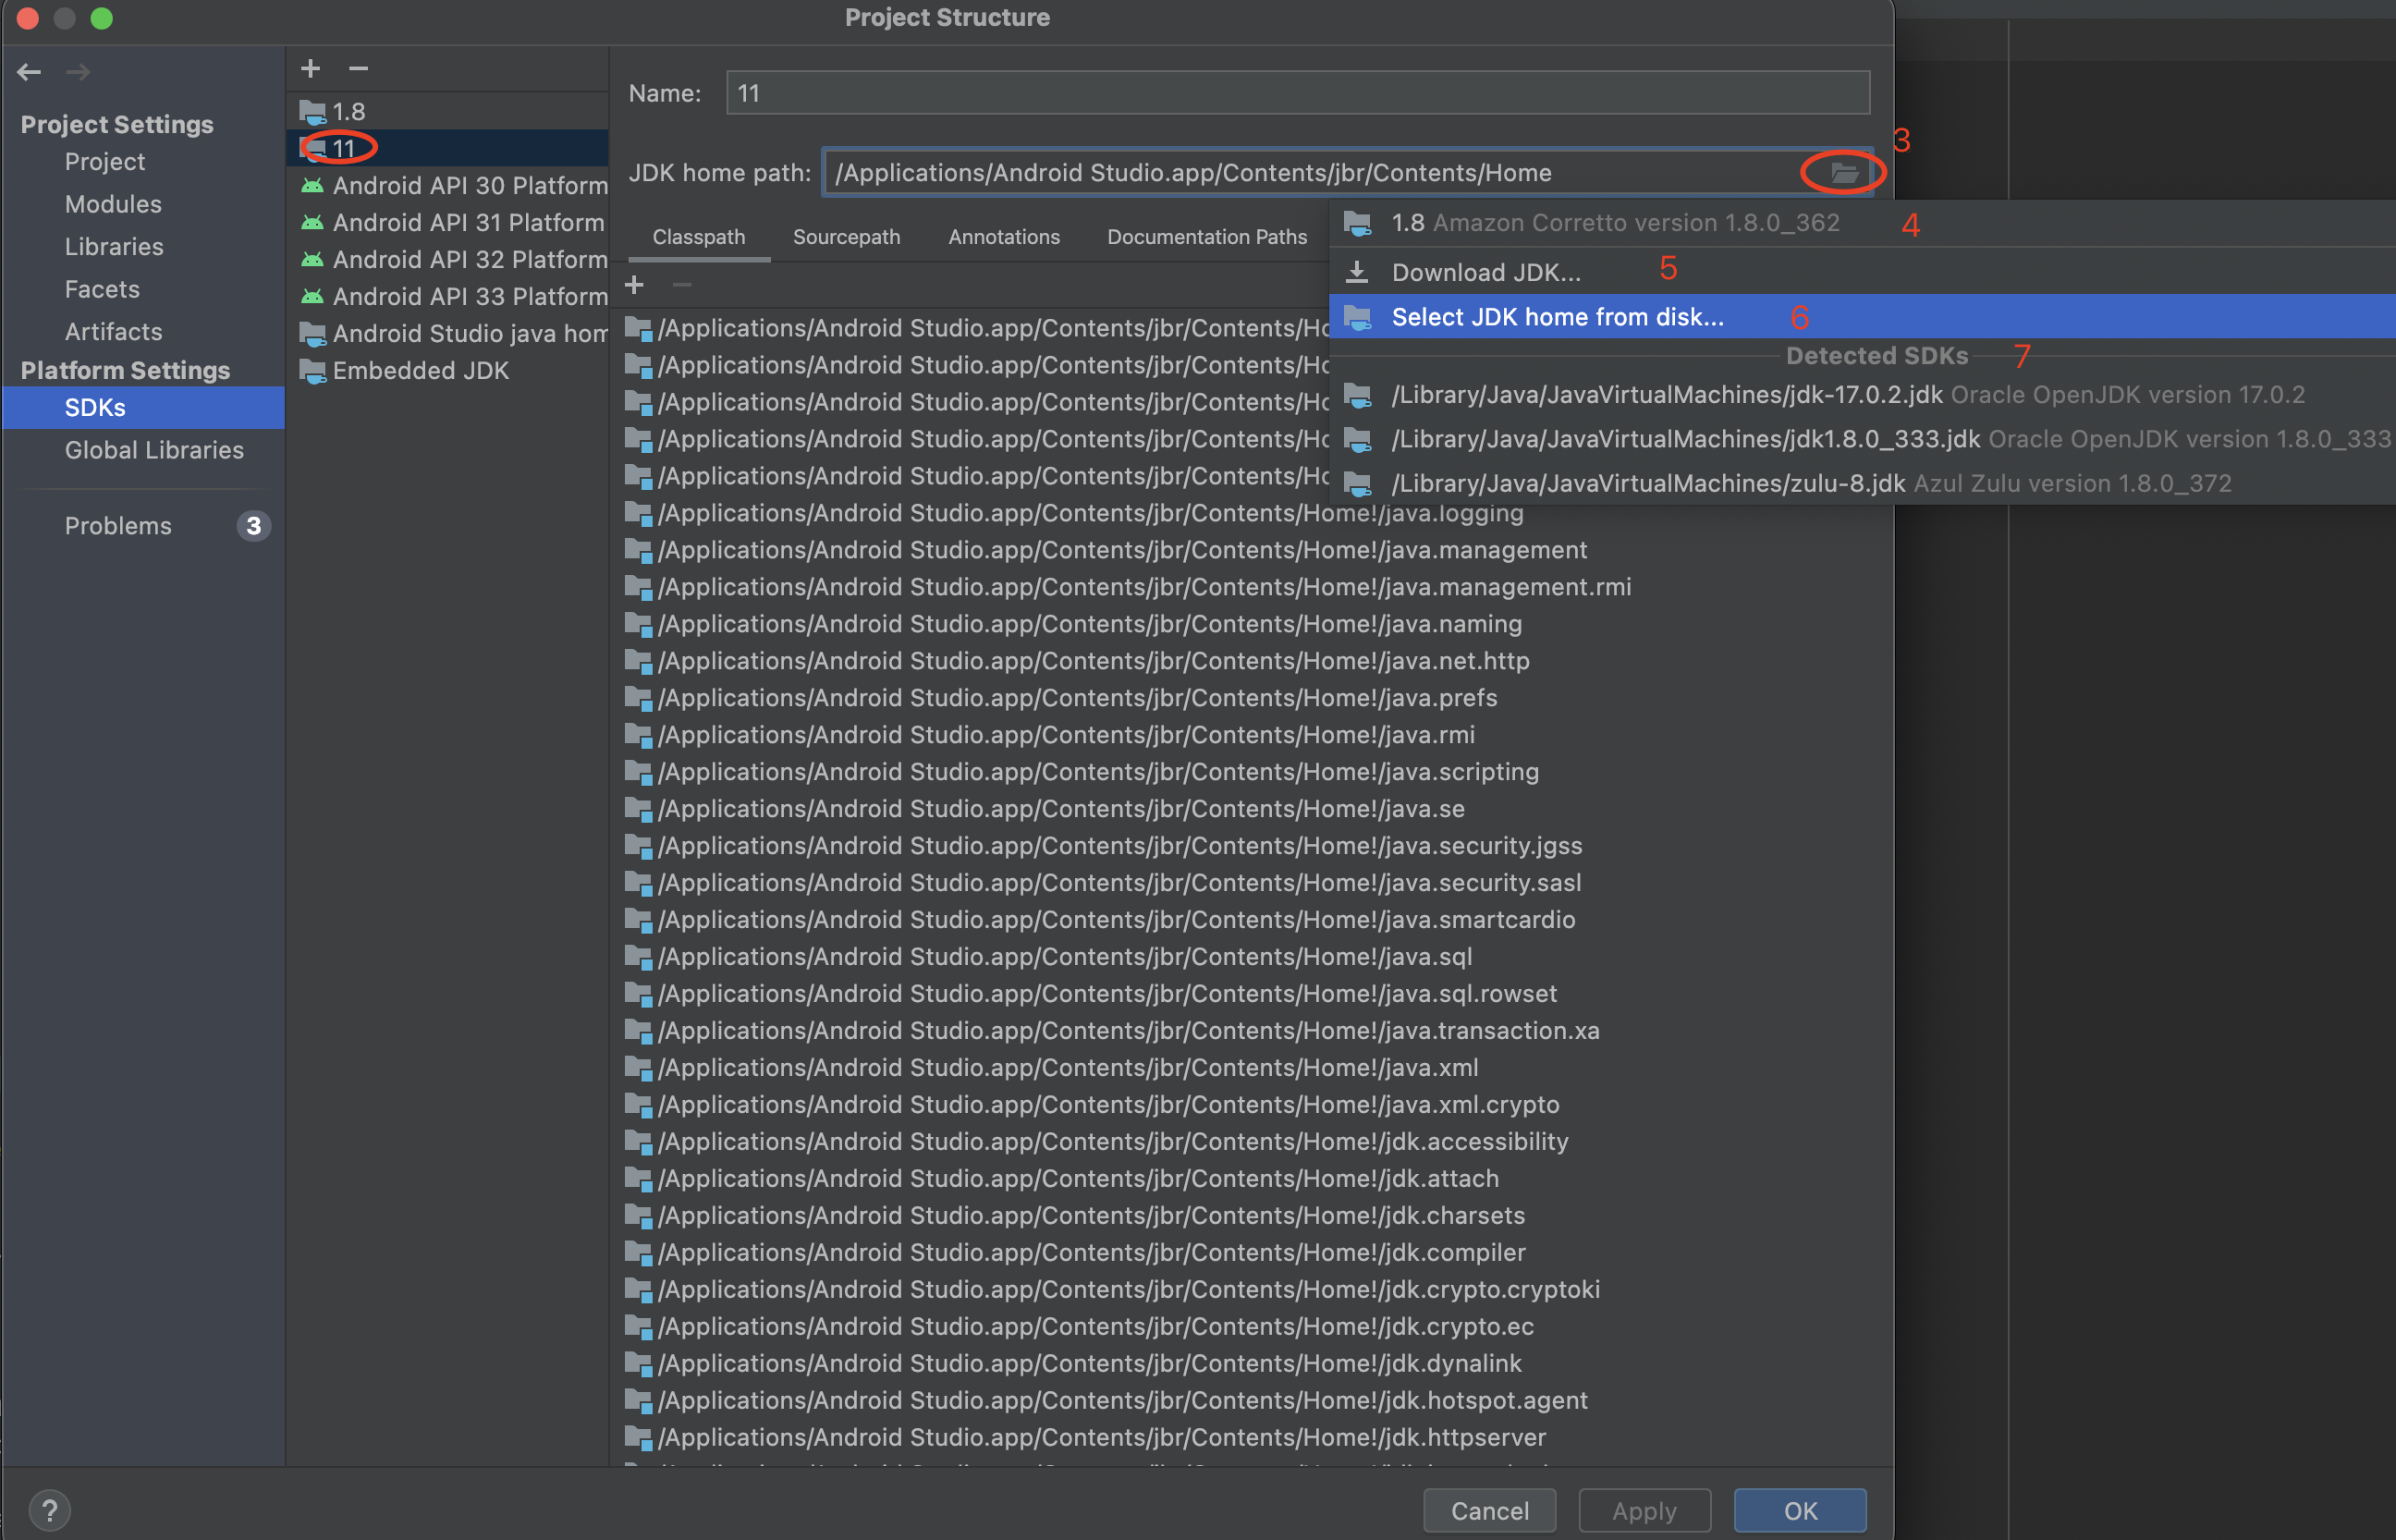 Project Structure
Project Settings
Project
Modules
Libraries
Facets
Artifacts
Platform Settings
SDKs
Global Libraries
Problems 3
1.8
11
Android API 30 Platform
Android API 31 Platform
Android API 32 Platform
Android API 33 Platform
Android Studio java hom
Embedded JDK
Name: 11
3
JDK home path: /Applications/Android Studio.app/Contents/jbr/Contents/Home
Classpath Sourcepath Annotations Documentation Paths
1.8 Amazon Corretto version 1.8.0_362 4
Download JDK... 5
Select JDK home from disk... 6
Detected SDKs 7
/Library/Java/JavaVirtualMachines/jdk-17.0.2.jdk Oracle OpenJDK version 17.0.2
/Library/Java/JavaVirtualMachines/jdk1.8.0_333.jdk Oracle OpenJDK version 1.8.0_333
/Library/Java/JavaVirtualMachines/zulu-8.jdk Azul Zulu version 1.8.0_372
/Applications/Android Studio.app/Contents/jbr/Contents/Ho
/Applications/Android Studio.app/Contents/jbr/Contents/Ho
/Applications/Android Studio.app/Contents/jbr/Contents/Ho
/Applications/Android Studio.app/Contents/jbr/Contents/Ho
/Applications/Android Studio.app/Contents/jbr/Contents/Ho
/Applications/Android Studio.app/Contents/jbr/Contents/Home!/java.logging
/Applications/Android Studio.app/Contents/jbr/Contents/Home!/java.management
/Applications/Android Studio.app/Contents/jbr/Contents/Home!/java.management.rmi
/Applications/Android Studio.app/Contents/jbr/Contents/Home!/java.naming
/Applications/Android Studio.app/Contents/jbr/Contents/Home!/java.net.http
/Applications/Android Studio.app/Contents/jbr/Contents/Home!/java.prefs
/Applications/Android Studio.app/Contents/jbr/Contents/Home!/java.rmi
/Applications/Android Studio.app/Contents/jbr/Contents/Home!/java.scripting
/Applications/Android Studio.app/Contents/jbr/Contents/Home!/java.se
/Applications/Android Studio.app/Contents/jbr/Contents/Home!/java.security.jgss
/Applications/Android Studio.app/Contents/jbr/Contents/Home!/java.security.sasl
/Applications/Android Studio.app/Contents/jbr/Contents/Home!/java.smartcardio
/Applications/Android Studio.app/Contents/jbr/Contents/Home!/java.sql
/Applications/Android Studio.app/Contents/jbr/Contents/Home!/java.sql.rowset
/Applications/Android Studio.app/Contents/jbr/Contents/Home!/java.transaction.xa
/Applications/Android Studio.app/Contents/jbr/Contents/Home!/java.xml
/Applications/Android Studio.app/Contents/jbr/Contents/Home!/java.xml.crypto
/Applications/Android Studio.app/Contents/jbr/Contents/Home!/jdk.accessibility
/Applications/Android Studio.app/Contents/jbr/Contents/Home!/jdk.attach
/Applications/Android Studio.app/Contents/jbr/Contents/Home!/jdk.charsets
/Applications/Android Studio.app/Contents/jbr/Contents/Home!/jdk.compiler
/Applications/Android Studio.app/Contents/jbr/Contents/Home!/jdk.crypto.cryptoki
/Applications/Android Studio.app/Contents/jbr/Contents/Home!/jdk.crypto.ec
/Applications/Android Studio.app/Contents/jbr/Contents/Home!/jdk.dynalink
/Applications/Android Studio.app/Contents/jbr/Contents/Home!/jdk.hotspot.agent
/Applications/Android Studio.app/Contents/jbr/Contents/Home!/jdk.httpserver
?
Cancel Apply OK